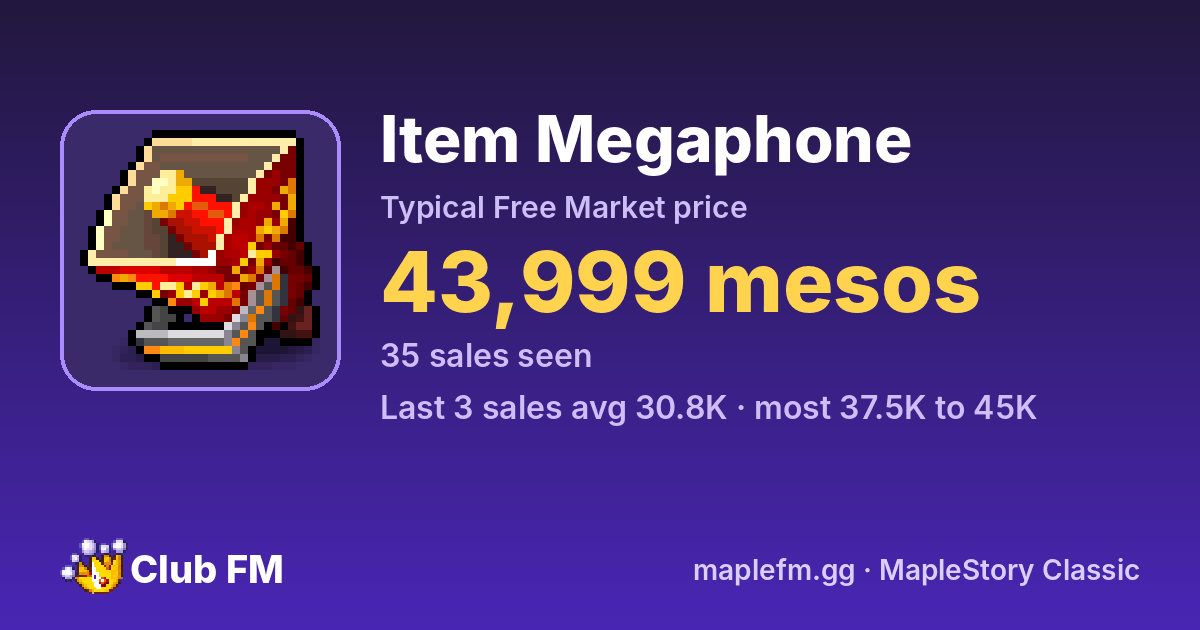 Item Megaphone
Typical Free Market price
43,999 mesos
35 sales seen
Last 3 sales avg 30.8K · most 37.5K to 45K
Club FM
maplefm.gg · MapleStory Classic